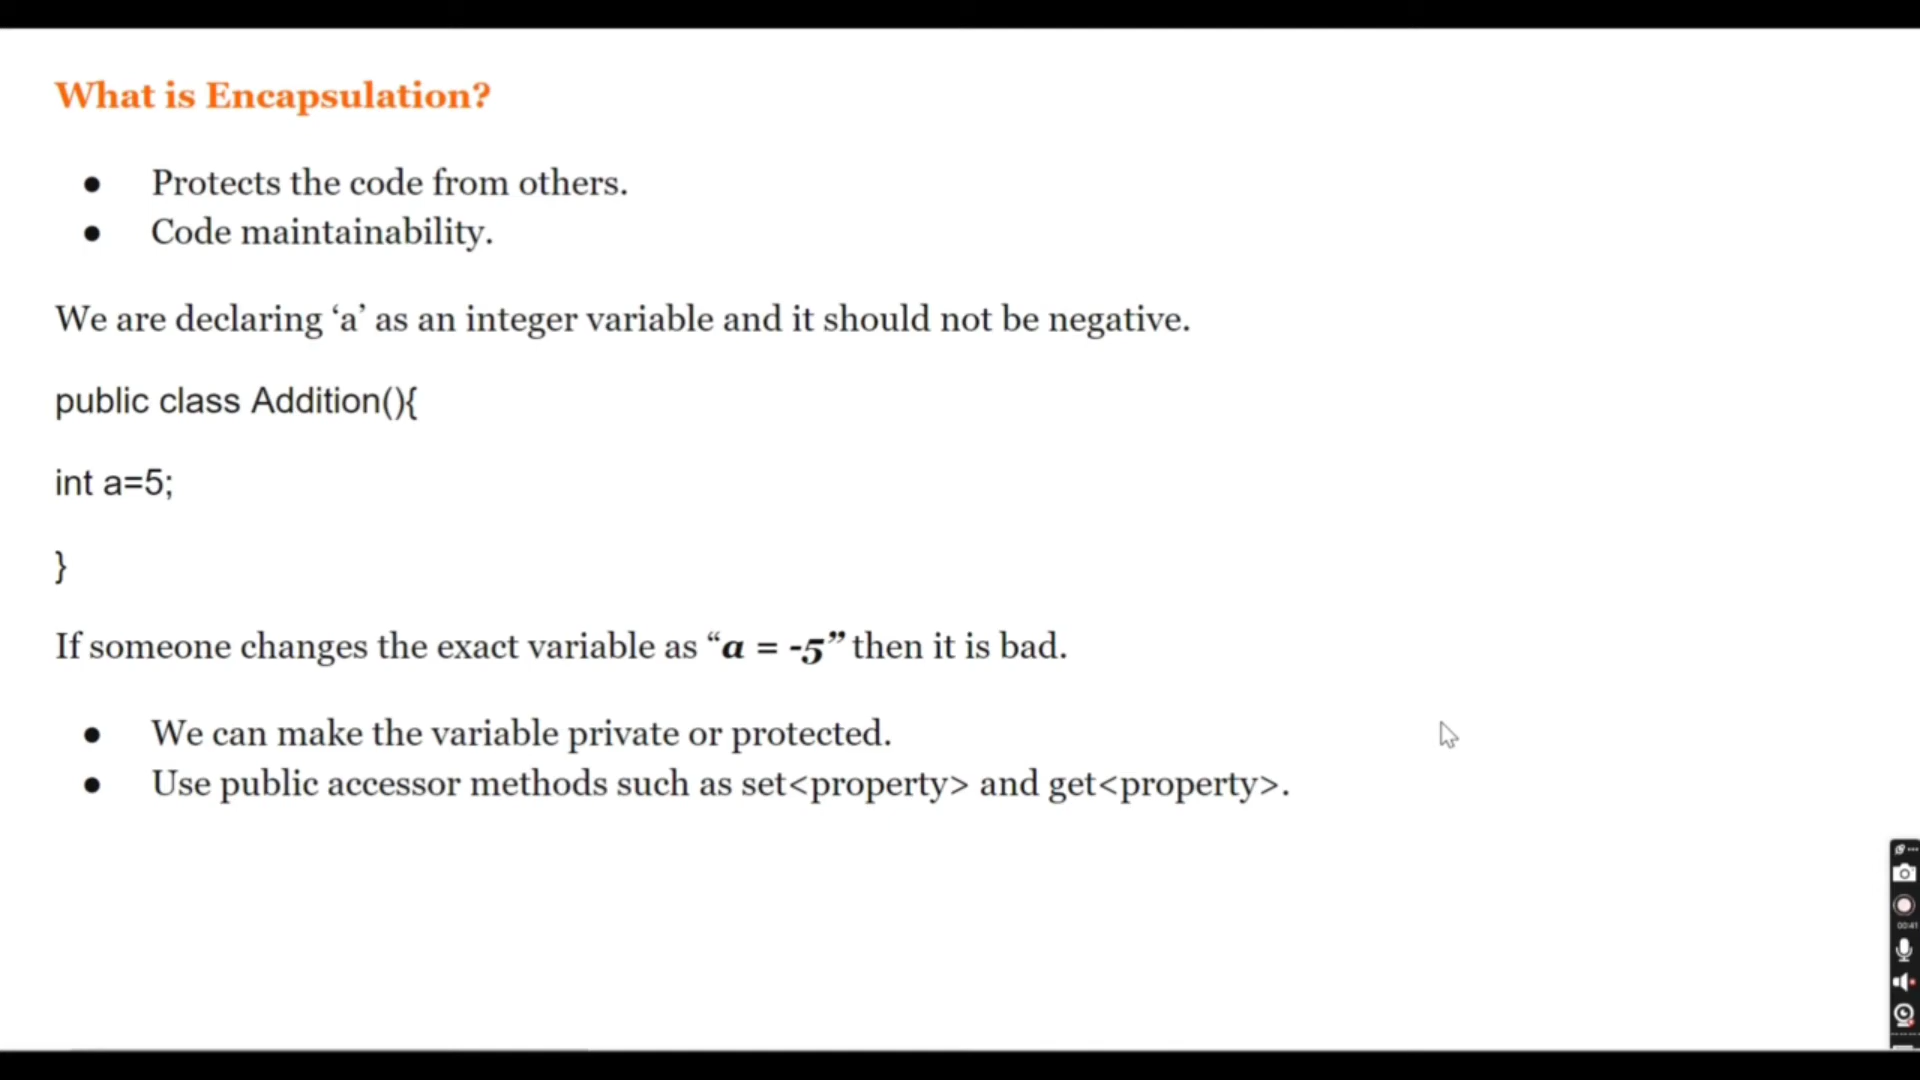 What is Encapsulation?
● Protects the code from others.
● Code maintainability.
We are declaring ‘a’ as an integer variable and it should not be negative.
public class Addition(){
int a=5;
}
If someone changes the exact variable as “a = -5” then it is bad.
● We can make the variable private or protected.
● Use public accessor methods such as set<property> and get<property>.
00:41